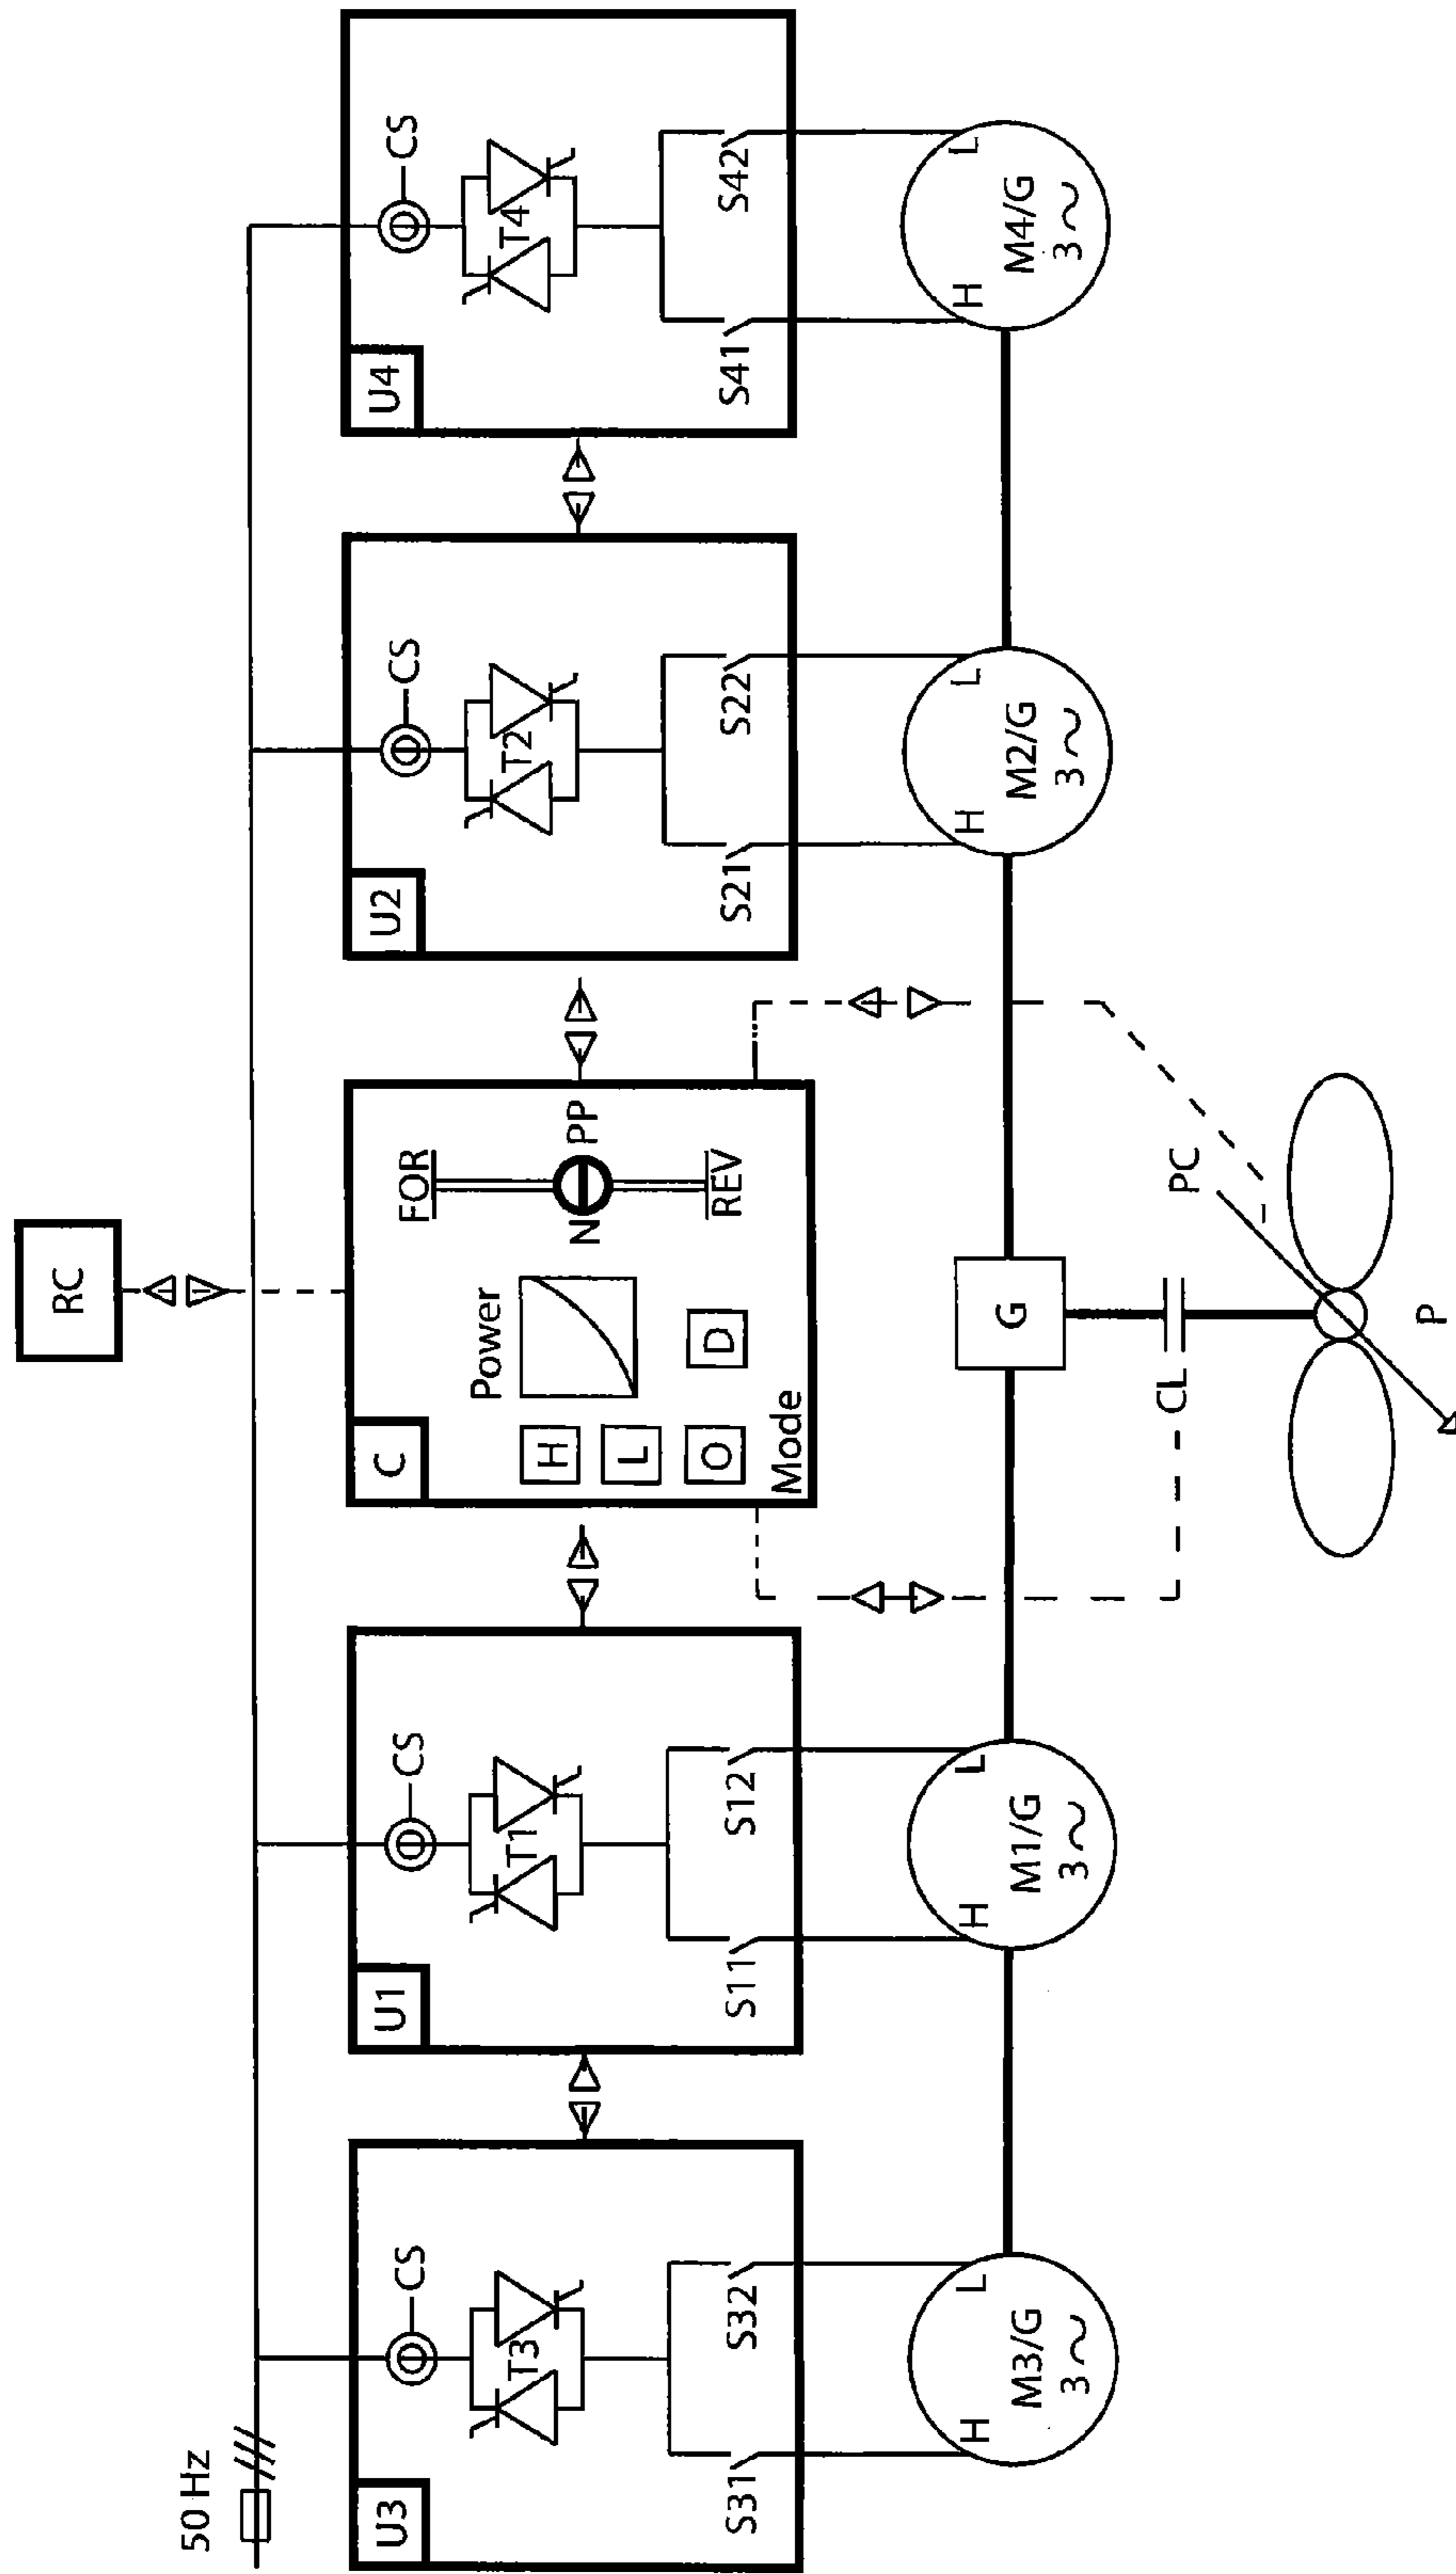 RC
50 Hz
U3
CS
T3
S31
S32
U1
CS
T1
S11
S12
C
Power
FOR
H
L
O
D
N
PP
REV
Mode
U2
CS
T2
S21
S22
U4
CS
T4
S41
S42
H
L
M3/G
3~
H
L
M1/G
3~
G
H
L
M2/G
3~
H
L
M4/G
3~
CL
PC
P